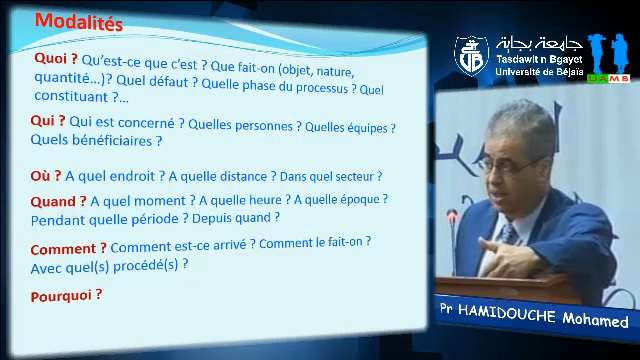 Modalités
Quoi ? Qu'est-ce que c'est ? Que fait-on (objet, nature,
quantité...)? Quel défaut ? Quelle phase du processus ? Quel
constituant ?...
Qui ? Qui est concerné ? Quelles personnes ? Quelles équipes ?
Quels bénéficiaires ?
Où ? A quel endroit ? A quelle distance ? Dans quel secteur ?
Quand ? A quel moment ? A quelle heure ? A quelle époque ?
Pendant quelle période ? Depuis quand ?
Comment ? Comment est-ce arrivé ? Comment le fait-on ?
Avec quel(s) procédé(s) ?
Pourquoi ?
جامعة بجاية
Tasdawit n Bgayet
Université de Béjaïa
UAMB
Pr HAMIDOUCHE Mohamed